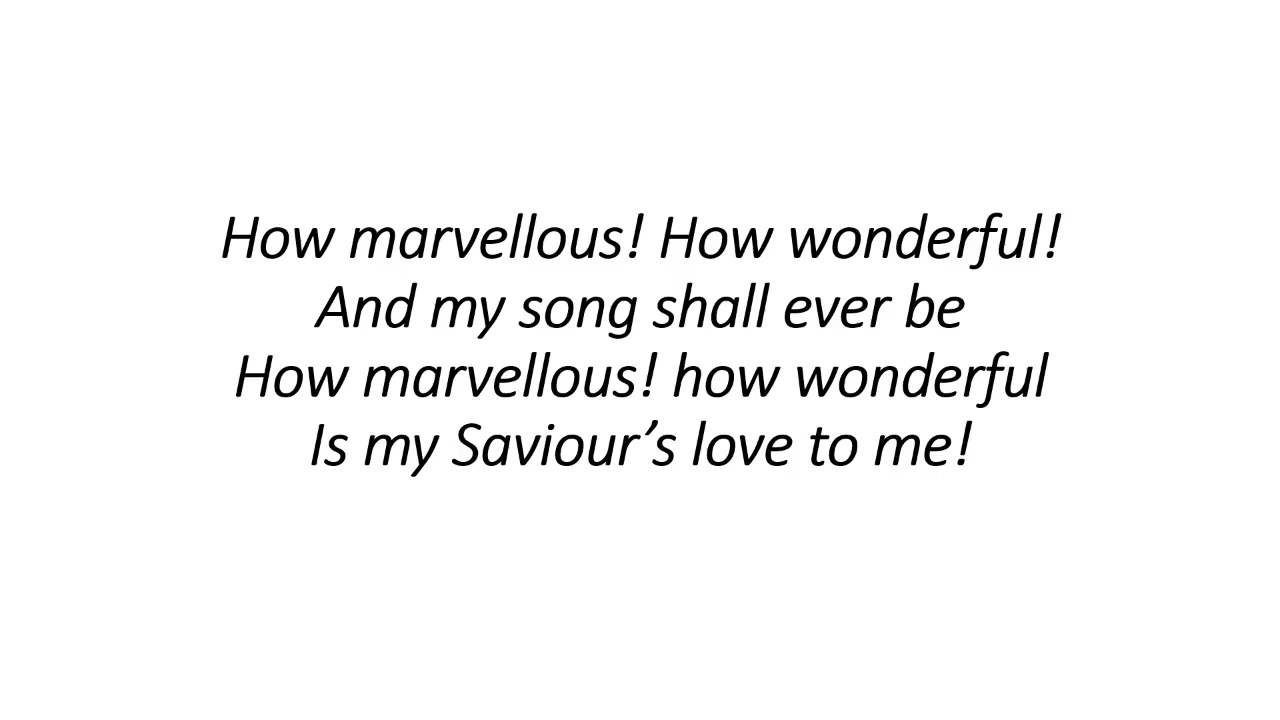 How marvellous! How wonderful!
And my song shall ever be
How marvellous! how wonderful
Is my Saviour’s love to me!